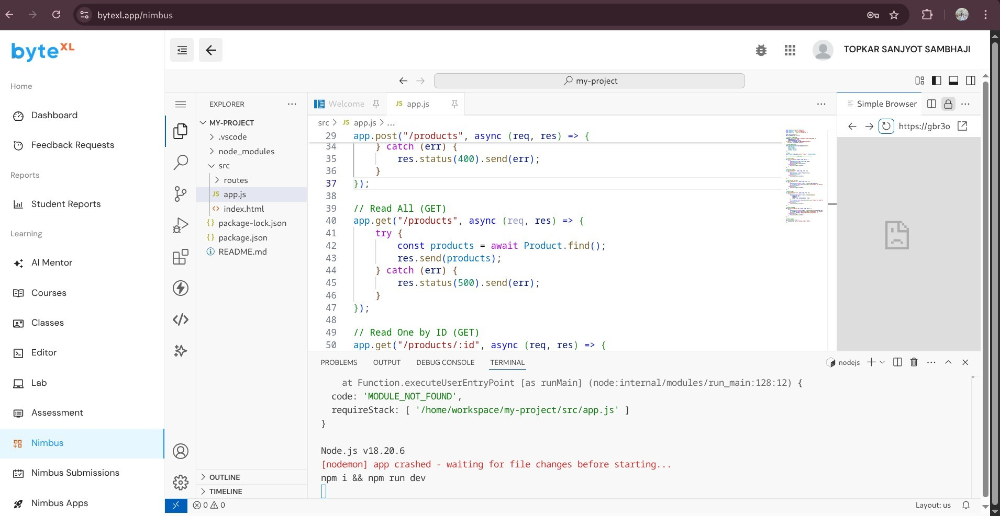 bytexl.app/nimbus
byteXL
Home
Dashboard
Feedback Requests
Reports
Student Reports
Learning
AI Mentor
Courses
Classes
Editor
Lab
Assessment
Nimbus
Nimbus Submissions
Nimbus Apps
TOPKAR SANJYOT SAMBHAJI
my-project
EXPLORER
MY-PROJECT
.vscode
node_modules
src
routes
JS app.js
<> index.html
{} package-lock.json
{} package.json
README.md
OUTLINE
TIMELINE
Welcome
JS app.js
src > JS app.js > ...
29 app.post("/products", async (req, res) => {
34 } catch (err) {
35 res.status(400).send(err);
36 }
37 });
38
39 // Read All (GET)
40 app.get("/products", async (req, res) => {
41 try {
42 const products = await Product.find();
43 res.send(products);
44 } catch (err) {
45 res.status(500).send(err);
46 }
47 });
48
49 // Read One by ID (GET)
50 app.get("/products/:id", async (req, res) => {
Simple Browser
https://gbr3o
PROBLEMS OUTPUT DEBUG CONSOLE TERMINAL
nodejs
at Function.executeUserEntryPoint [as runMain] (node:internal/modules/run_main:128:12) {
code: 'MODULE_NOT_FOUND',
requireStack: [ '/home/workspace/my-project/src/app.js' ]
}
Node.js v18.20.6
[nodemon] app crashed - waiting for file changes before starting...
npm i && npm run dev
0 0
Layout: us